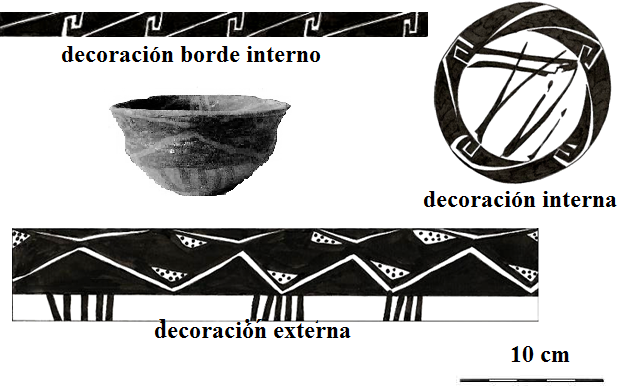 decoración borde interno
decoración interna
decoración externa
10 cm